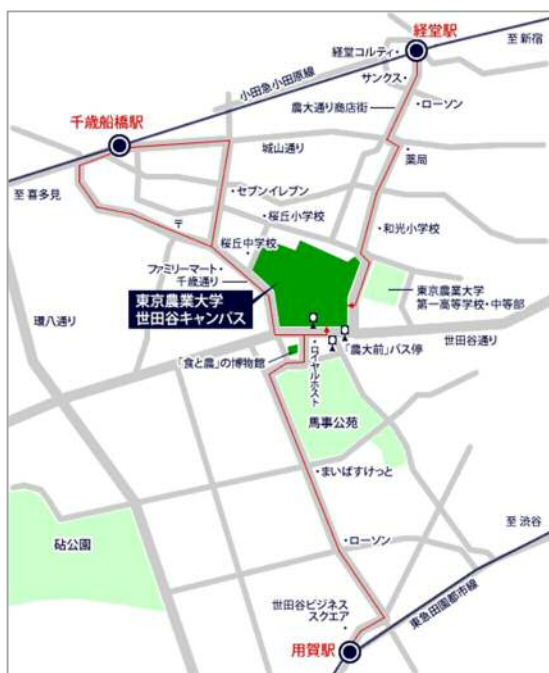 経堂駅
至 新宿
経堂コルティ・
サンクス・
小田急小田原線
農大通り商店街
・ローソン
千歳船橋駅
城山通り
・薬局
至 喜多見
・セブンイレブン
・桜丘小学校
・和光小学校
〒
桜丘中学校・
ファミリーマート・
千歳通り
東京農業大学
世田谷キャンパス
東京農業大学
第一高等学校・中等部
環八通り
世田谷通り
「農大前」バス停
「食と農」の博物館
・ロイヤルホスト
馬事公苑
・まいばすけっと
・ローソン
至 渋谷
砧公園
東急田園都市線
世田谷ビジネス
スクエア
用賀駅